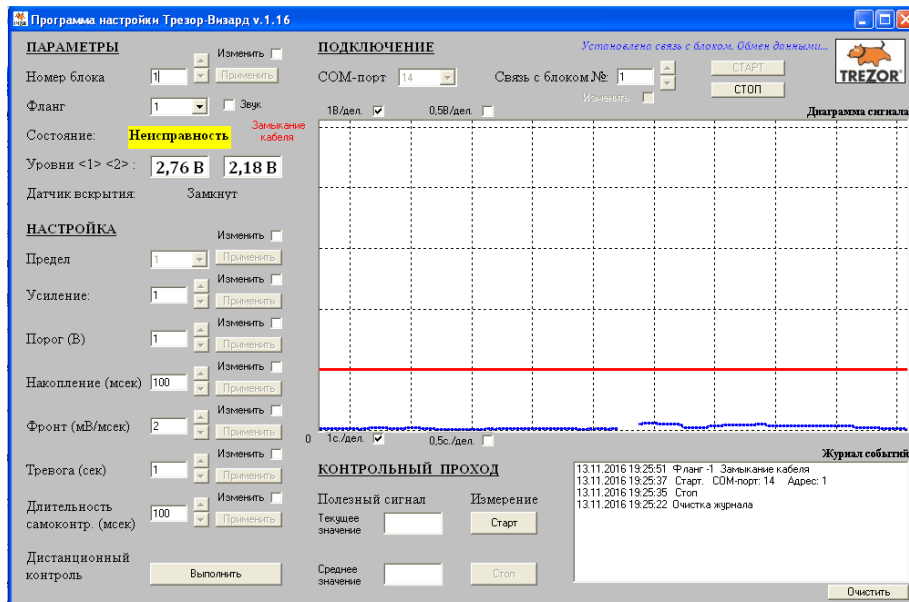 Программа настройки Трезор-Визард v.1.16
ПАРАМЕТРЫ
Изменить
Номер блока 1 Применить
Фланг 1 Звук
Состояние: Неисправность Замыкание кабеля
Уровни <1> <2> : 2,76 В 2,18 В
Датчик вскрытия: Замкнут
НАСТРОЙКА
Изменить
Предел 1 Применить
Изменить
Усиление: 1 Применить
Изменить
Порог (В) 1 Применить
Изменить
Накопление (мсек) 100 Применить
Изменить
Фронт (мВ/мсек) 2 Применить
Изменить
Тревога (сек) 1 Применить
Изменить
Длительность
самоконтр. (мсек) 100 Применить
Дистанционный
контроль Выполнить
ПОДКЛЮЧЕНИЕ
Установлена связь с блоком. Обмен данными...
COM-порт 14 Связь с блоком№: 1
Изменить
СТАРТ
СТОП
TREZOR®
1В/дел. 0,5В/дел. Диаграмма сигнала
0 1с./дел. 0,5с./дел.
КОНТРОЛЬНЫЙ ПРОХОД
Полезный сигнал Измерение
Текущее
значение Старт
Среднее
значение Стоп
Журнал событий
13.11.2016 19:25:51 Фланг -1 Замыкание кабеля
13.11.2016 19:25:37 Старт. COM-порт: 14 Адрес: 1
13.11.2016 19:25:35 Стоп
13.11.2016 19:25:22 Очистка журнала
Очистить